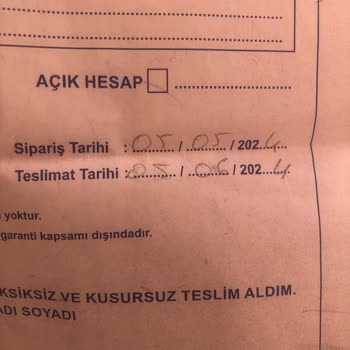 AÇIK HESAP
Sipariş Tarihi : 05 / 05 / 2024
Teslimat Tarihi : 05 / 06 / 2024
yoktur.
garanti kapsamı dışındadır.
KSİKSİZ VE KUSURSUZ TESLİM ALDIM.
ADI SOYADI